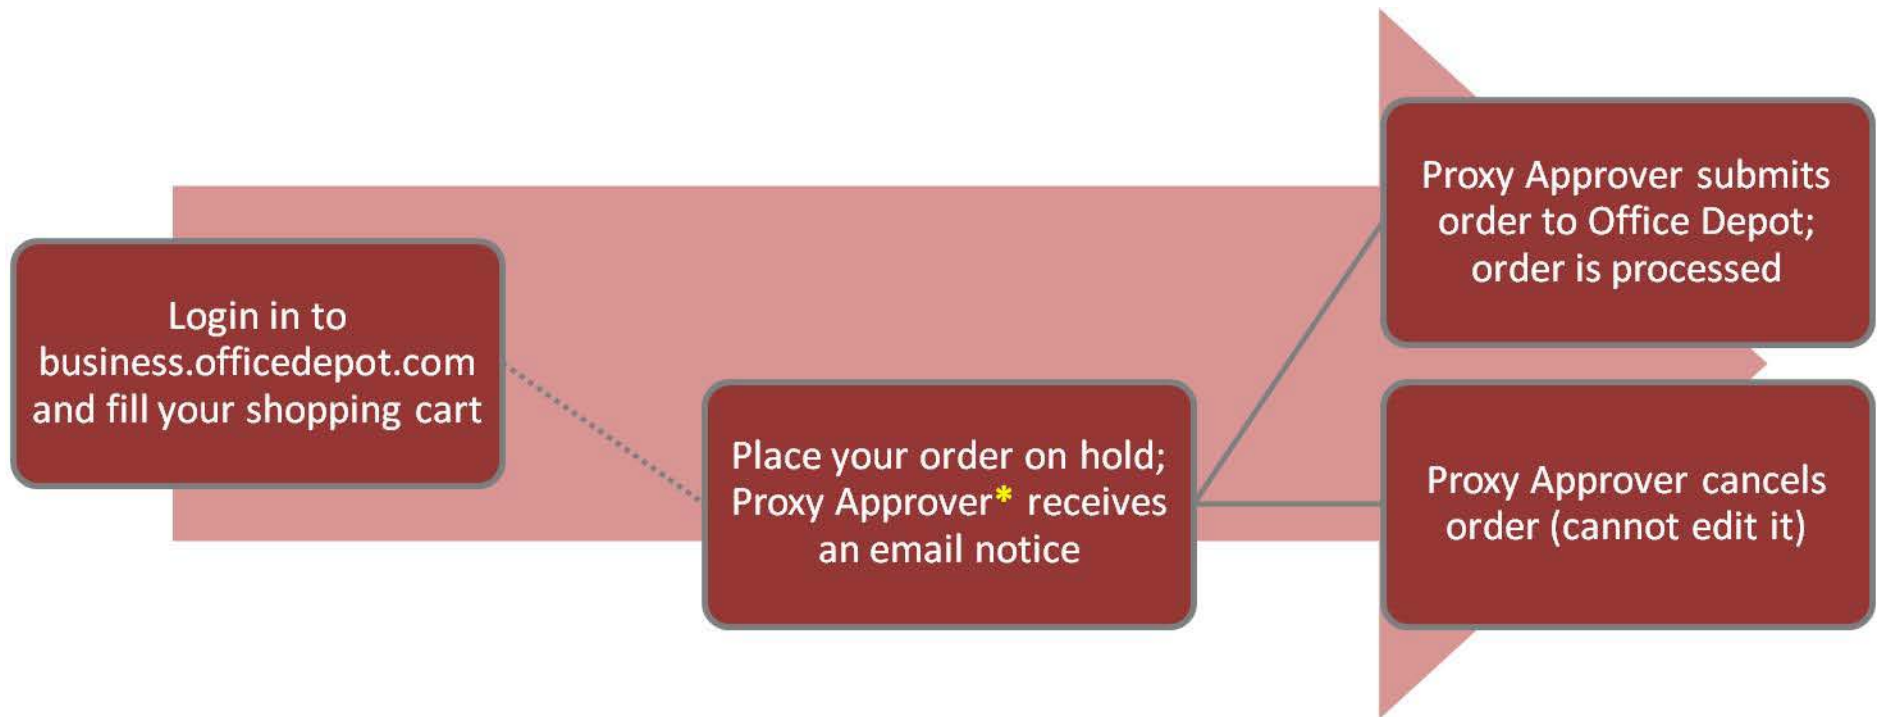 Login in to
business.officedepot.com
and fill your shopping cart
Place your order on hold;
Proxy Approver* receives
an email notice
Proxy Approver submits
order to Office Depot;
order is processed
Proxy Approver cancels
order (cannot edit it)